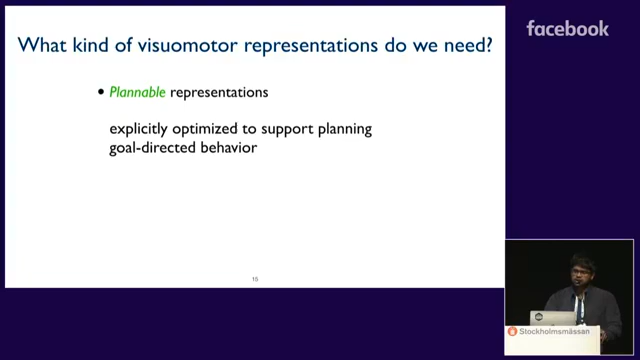 facebook
What kind of visuomotor representations do we need?
• Plannable representations
explicitly optimized to support planning
goal-directed behavior
15
Stockholmsmässan